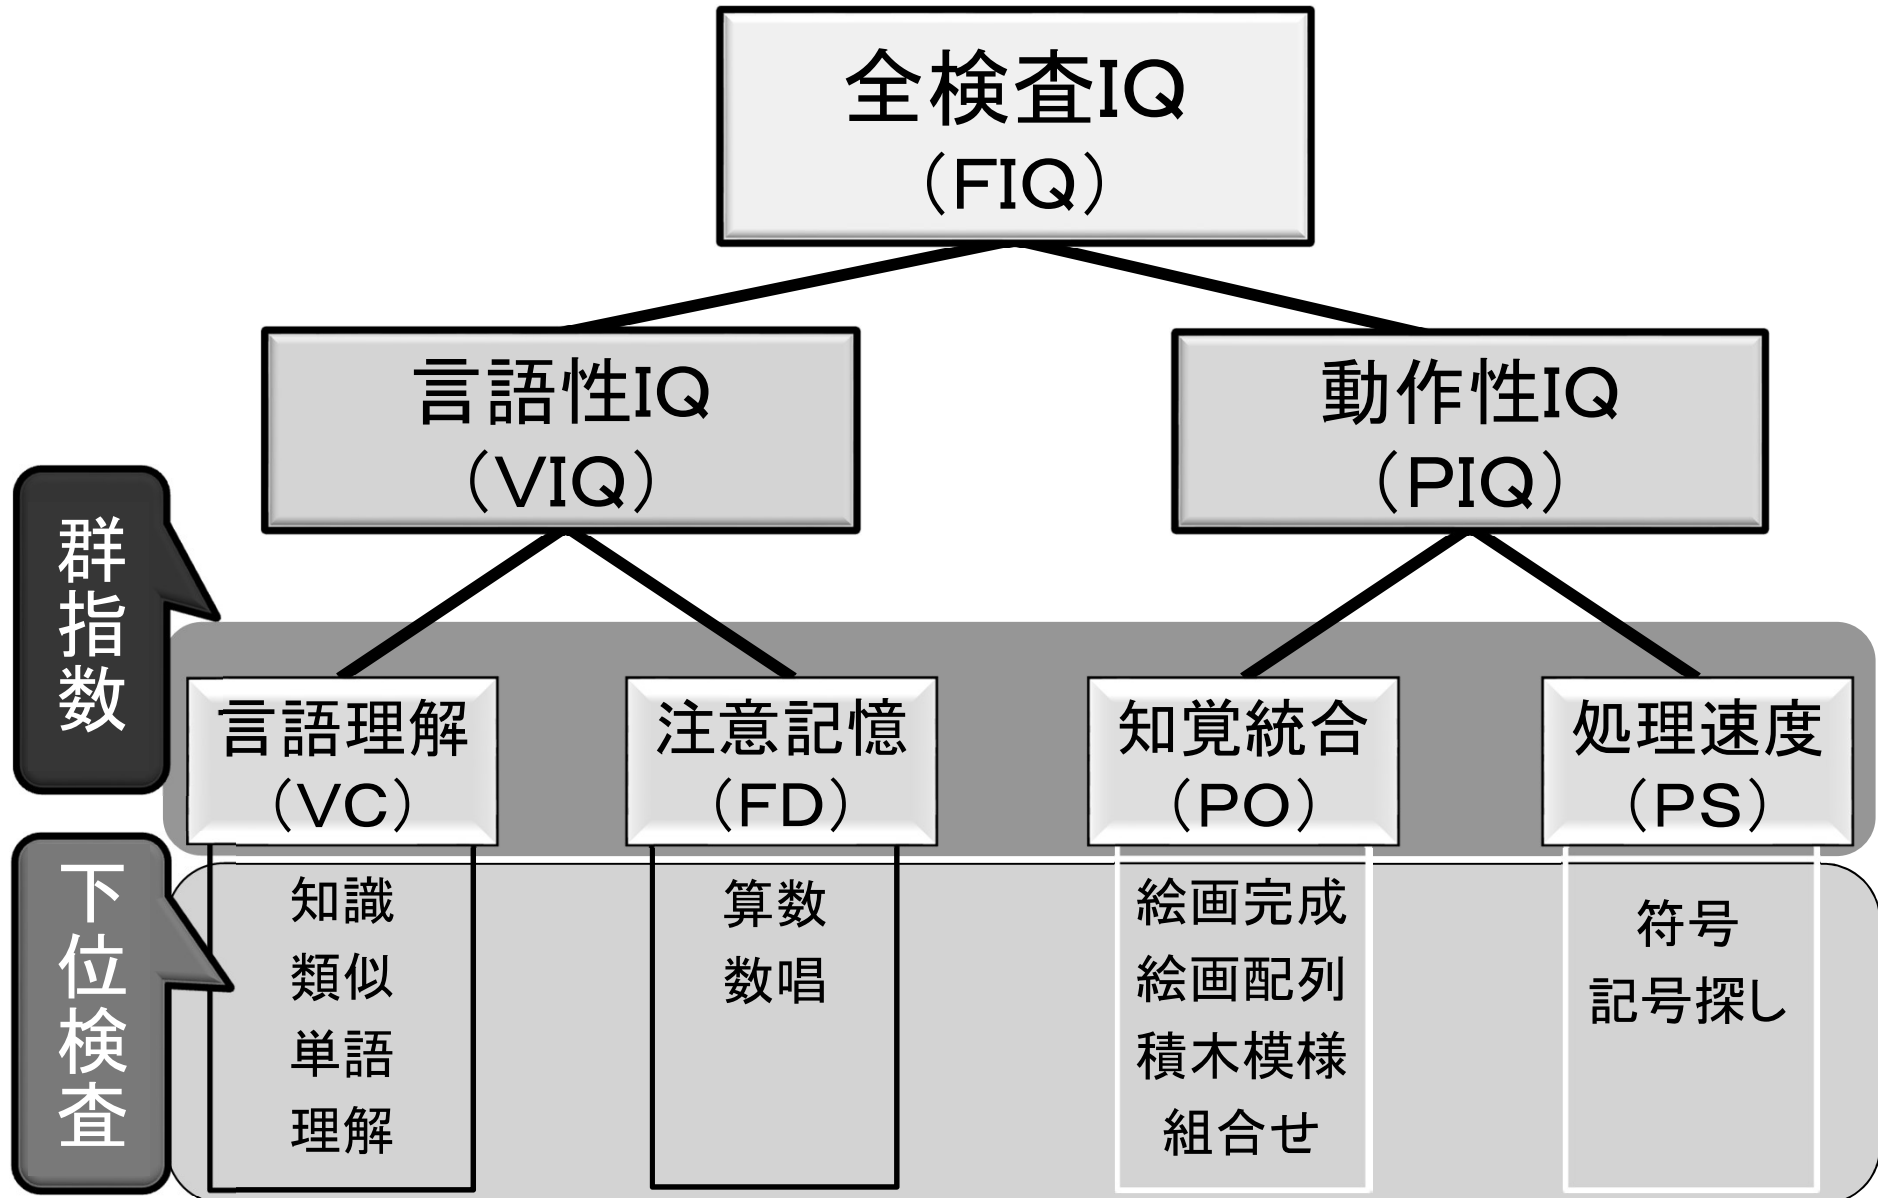 全検査IQ
（FIQ）
言語性IQ
（VIQ）
動作性IQ
（PIQ）
群指数
言語理解
（VC）
注意記憶
（FD）
知覚統合
（PO）
処理速度
（PS）
下位検査
知識
類似
単語
理解
算数
数唱
絵画完成
絵画配列
積木模様
組合せ
符号
記号探し